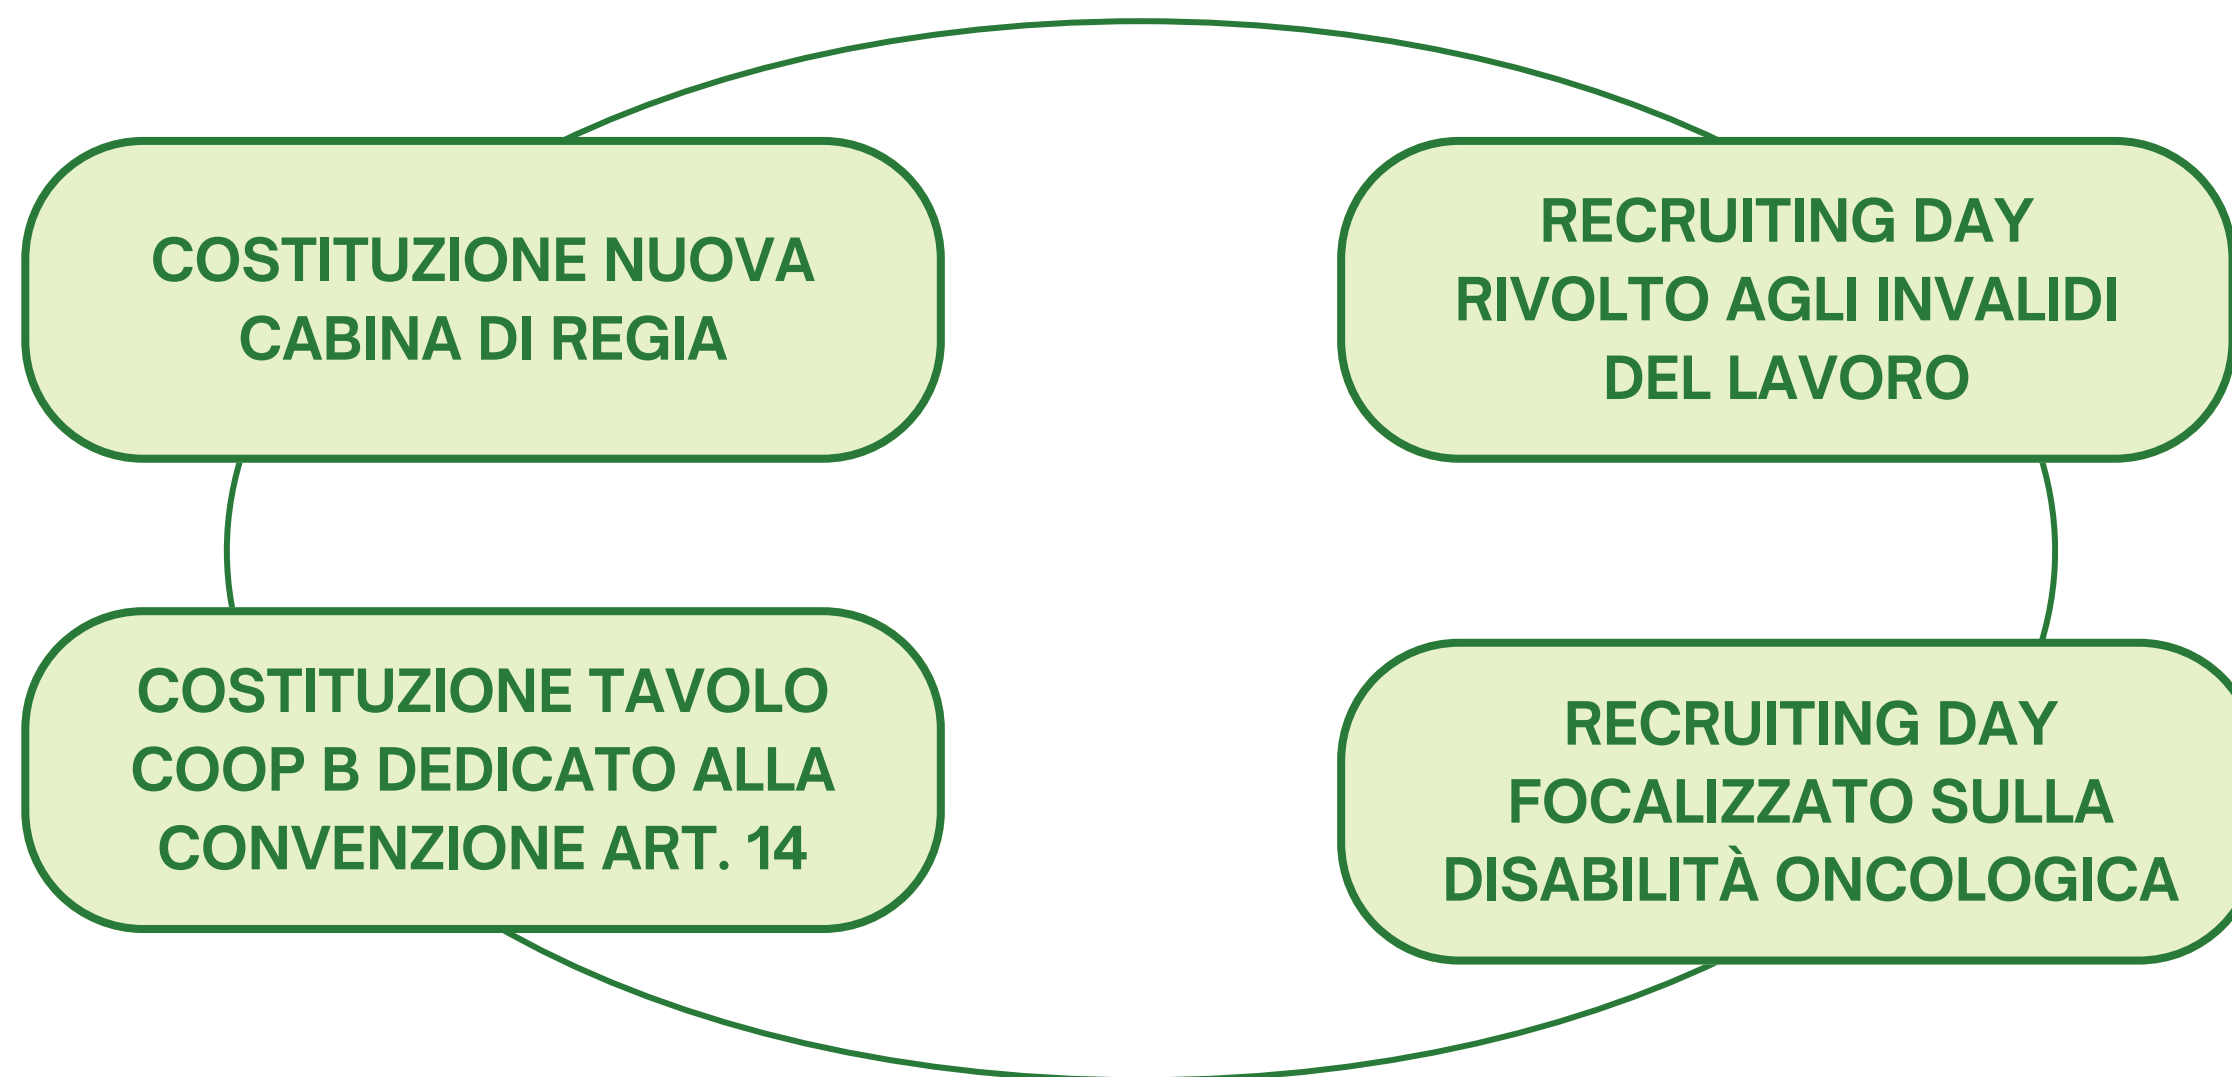 COSTITUZIONE NUOVA
CABINA DI REGIA
RECRUITING DAY
RIVOLTO AGLI INVALIDI
DEL LAVORO
COSTITUZIONE TAVOLO
COOP B DEDICATO ALLA
CONVENZIONE ART. 14
RECRUITING DAY
FOCALIZZATO SULLA
DISABILITÀ ONCOLOGICA